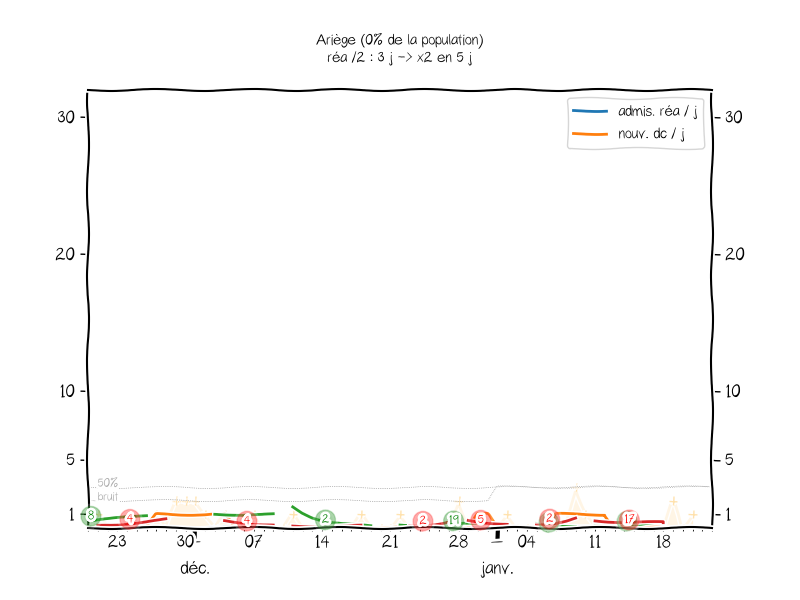 Ariège (0% de la population)
réa /2 : 3 j -> x2 en 5 j
admis. réa / j
nouv. dc / j
30 30
20 20
10 10
5 5
50%
bruit
1 1
8 4 4 2 2 19 5 2 17
23 30 07 14 21 28 04 11 18
déc. janv.